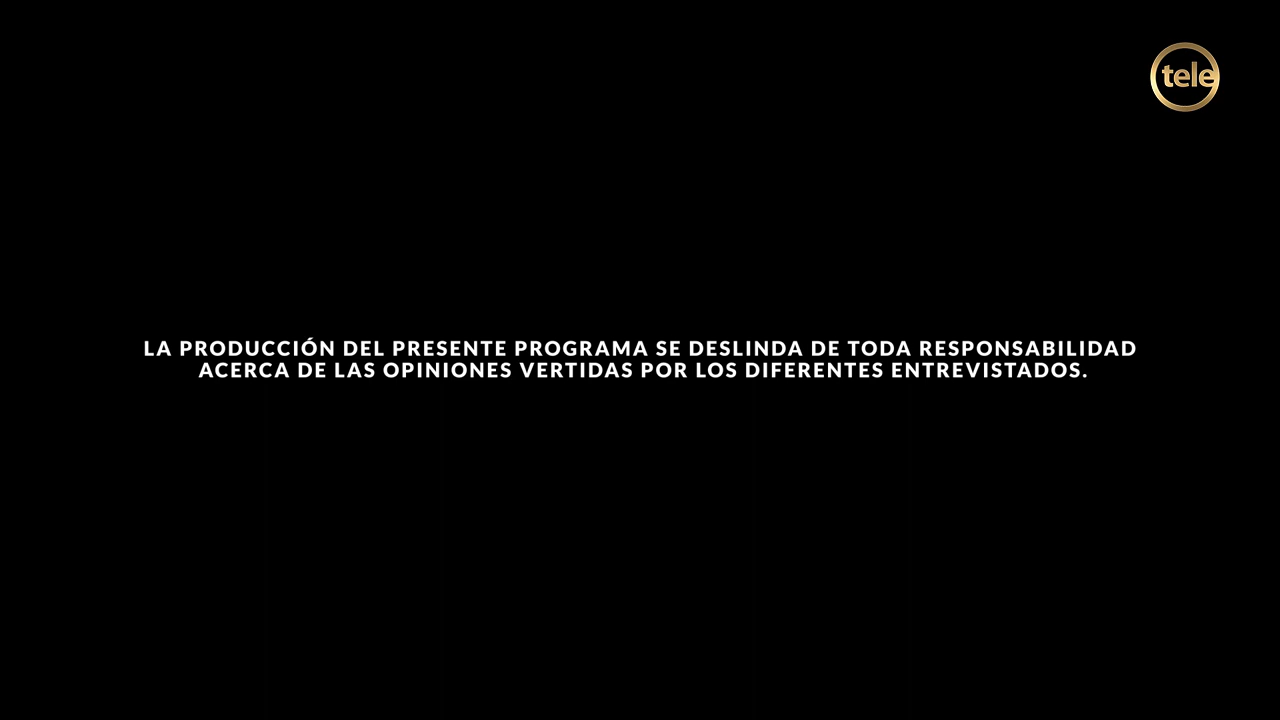 tele
LA PRODUCCIÓN DEL PRESENTE PROGRAMA SE DESLINDA DE TODA RESPONSABILIDAD
ACERCA DE LAS OPINIONES VERTIDAS POR LOS DIFERENTES ENTREVISTADOS.